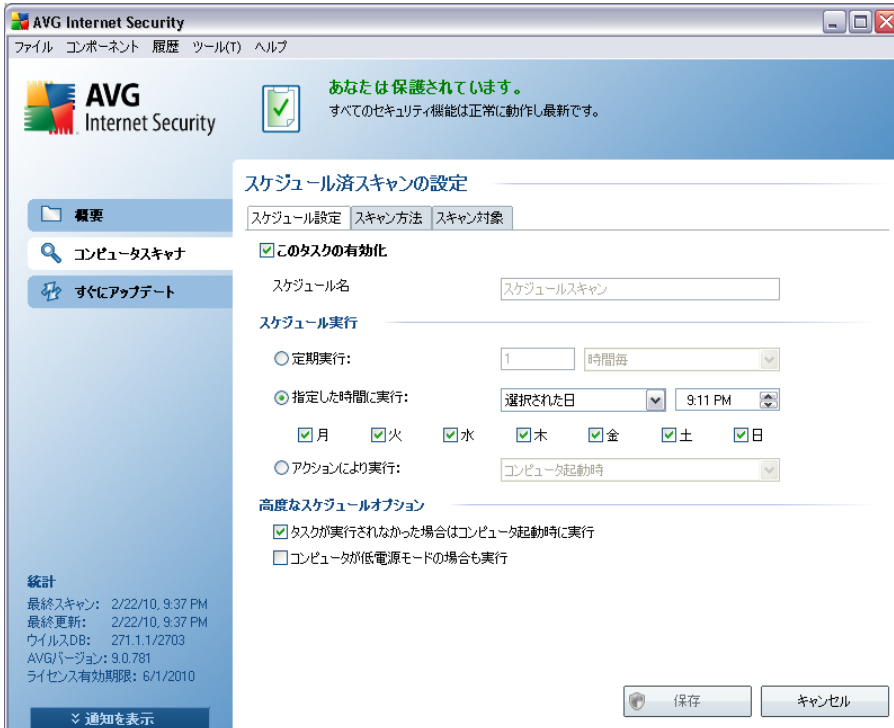 AVG Internet Security
ファイル コンポーネント 履歴 ツール(T) ヘルプ
AVG
Internet Security
あなたは保護されています。
すべてのセキュリティ機能は正常に動作し最新です。
概要
コンピュータスキャナ
すぐにアップデート
スケジュール済スキャンの設定
スケジュール設定 スキャン方法 スキャン対象
このタスクの有効化
スケジュール名 スケジュールスキャン
スケジュール実行
定期実行: 1 時間毎
指定した時間に実行: 選択された日 9:11 PM
月 火 水 木 金 土 日
アクションにより実行: コンピュータ起動時
高度なスケジュールオプション
タスクが実行されなかった場合はコンピュータ起動時に実行
コンピュータが低電源モードの場合も実行
統計
最終スキャン: 2/22/10, 9:37 PM
最終更新: 2/22/10, 9:37 PM
ウイルスDB: 271.1.1/2703
AVGバージョン: 9.0.781
ライセンス有効期限: 6/1/2010
通知を表示
保存 キャンセル